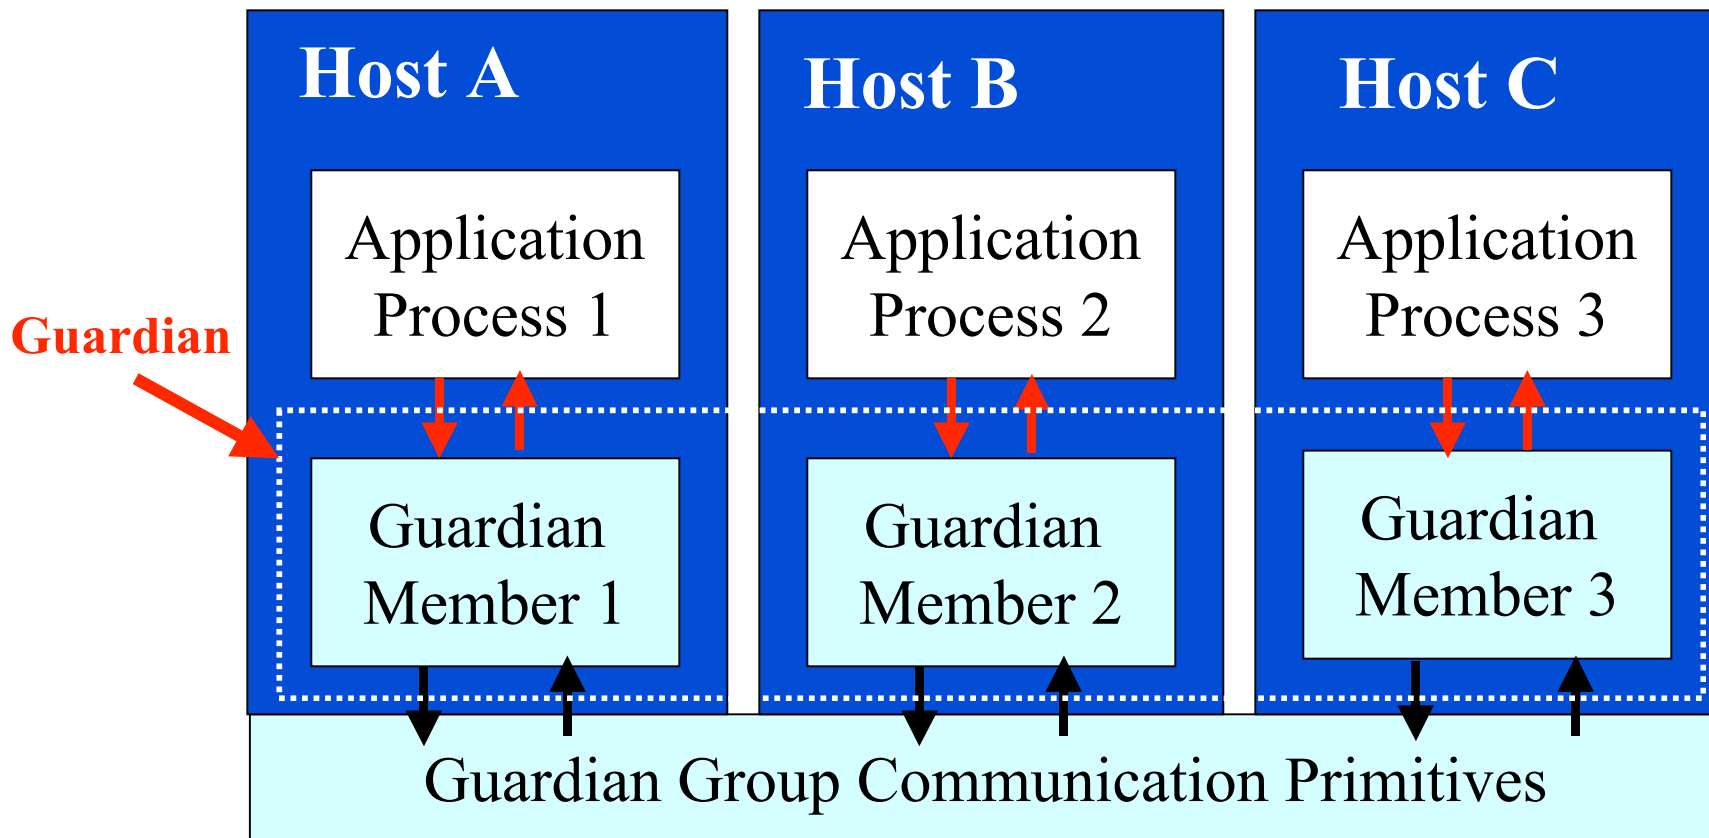 Host A
Host B
Host C
Application
Process 1
Application
Process 2
Application
Process 3
Guardian
Guardian
Member 1
Guardian
Member 2
Guardian
Member 3
Guardian Group Communication Primitives